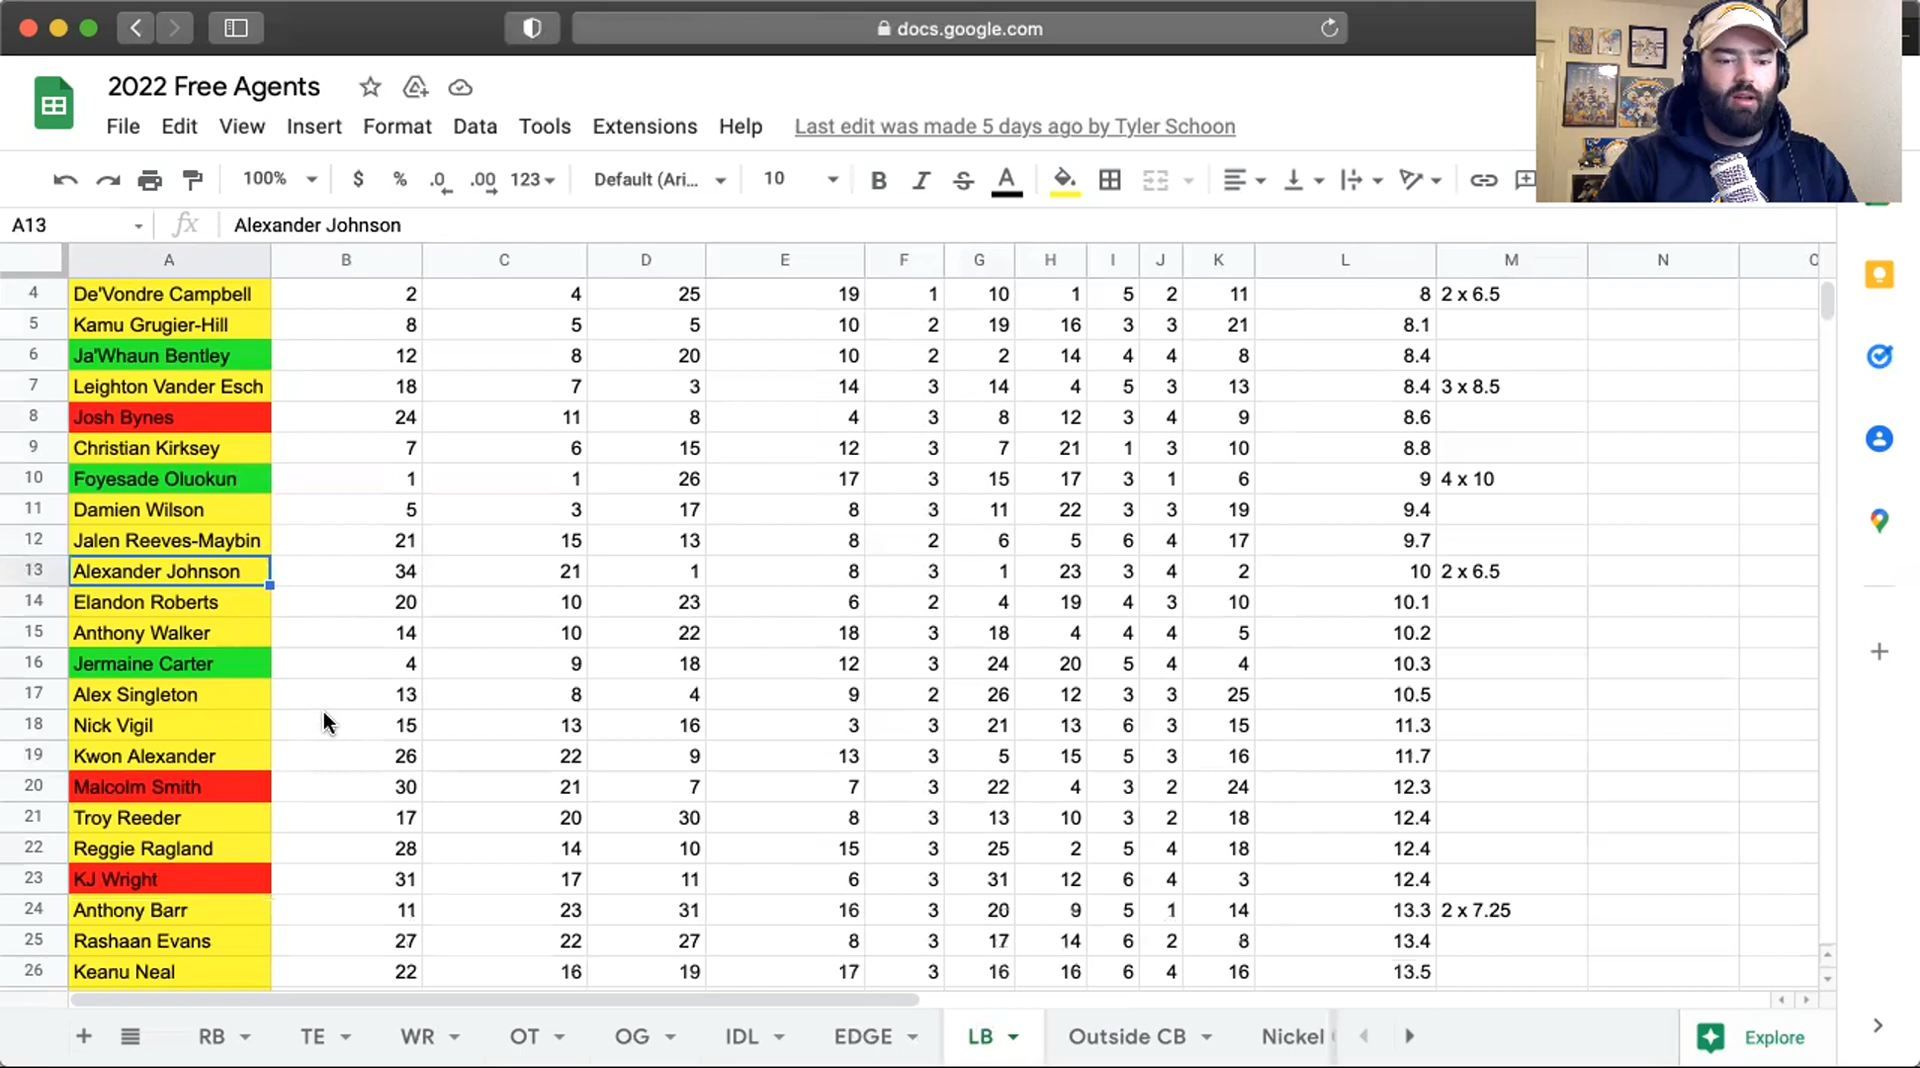 docs.google.com
2022 Free Agents
File Edit View Insert Format Data Tools Extensions Help Last edit was made 5 days ago by Tyler Schoon
100% $ % .0 .00 123 Default (Ari... 10 B I S A
A13 fx Alexander Johnson
A B C D E F G H I J K L M N
4 De'Vondre Campbell 2 4 25 19 1 10 1 5 2 11 8 2 x 6.5
5 Kamu Grugier-Hill 8 5 5 10 2 19 16 3 3 21 8.1
6 Ja'Whaun Bentley 12 8 20 10 2 2 14 4 4 8 8.4
7 Leighton Vander Esch 18 7 3 14 3 14 4 5 3 13 8.4 3 x 8.5
8 Josh Bynes 24 11 8 4 3 8 12 3 4 9 8.6
9 Christian Kirksey 7 6 15 12 3 7 21 1 3 10 8.8
10 Foyesade Oluokun 1 1 26 17 3 15 17 3 1 6 9 4 x 10
11 Damien Wilson 5 3 17 8 3 11 22 3 3 19 9.4
12 Jalen Reeves-Maybin 21 15 13 8 2 6 5 6 4 17 9.7
13 Alexander Johnson 34 21 1 8 3 1 23 3 4 2 10 2 x 6.5
14 Elandon Roberts 20 10 23 6 2 4 19 4 3 10 10.1
15 Anthony Walker 14 10 22 18 3 18 4 4 4 5 10.2
16 Jermaine Carter 4 9 18 12 3 24 20 5 4 4 10.3
17 Alex Singleton 13 8 4 9 2 26 12 3 3 25 10.5
18 Nick Vigil 15 13 16 3 3 21 13 6 3 15 11.3
19 Kwon Alexander 26 22 9 13 3 5 15 5 3 16 11.7
20 Malcolm Smith 30 21 7 7 3 22 4 3 2 24 12.3
21 Troy Reeder 17 20 30 8 3 13 10 3 2 18 12.4
22 Reggie Ragland 28 14 10 15 3 25 2 5 4 18 12.4
23 KJ Wright 31 17 11 6 3 31 12 6 4 3 12.4
24 Anthony Barr 11 23 31 16 3 20 9 5 1 14 13.3 2 x 7.25
25 Rashaan Evans 27 22 27 8 3 17 14 6 2 8 13.4
26 Keanu Neal 22 16 19 17 3 16 16 6 4 16 13.5
RB TE WR OT OG IDL EDGE LB Outside CB Nickel Explore